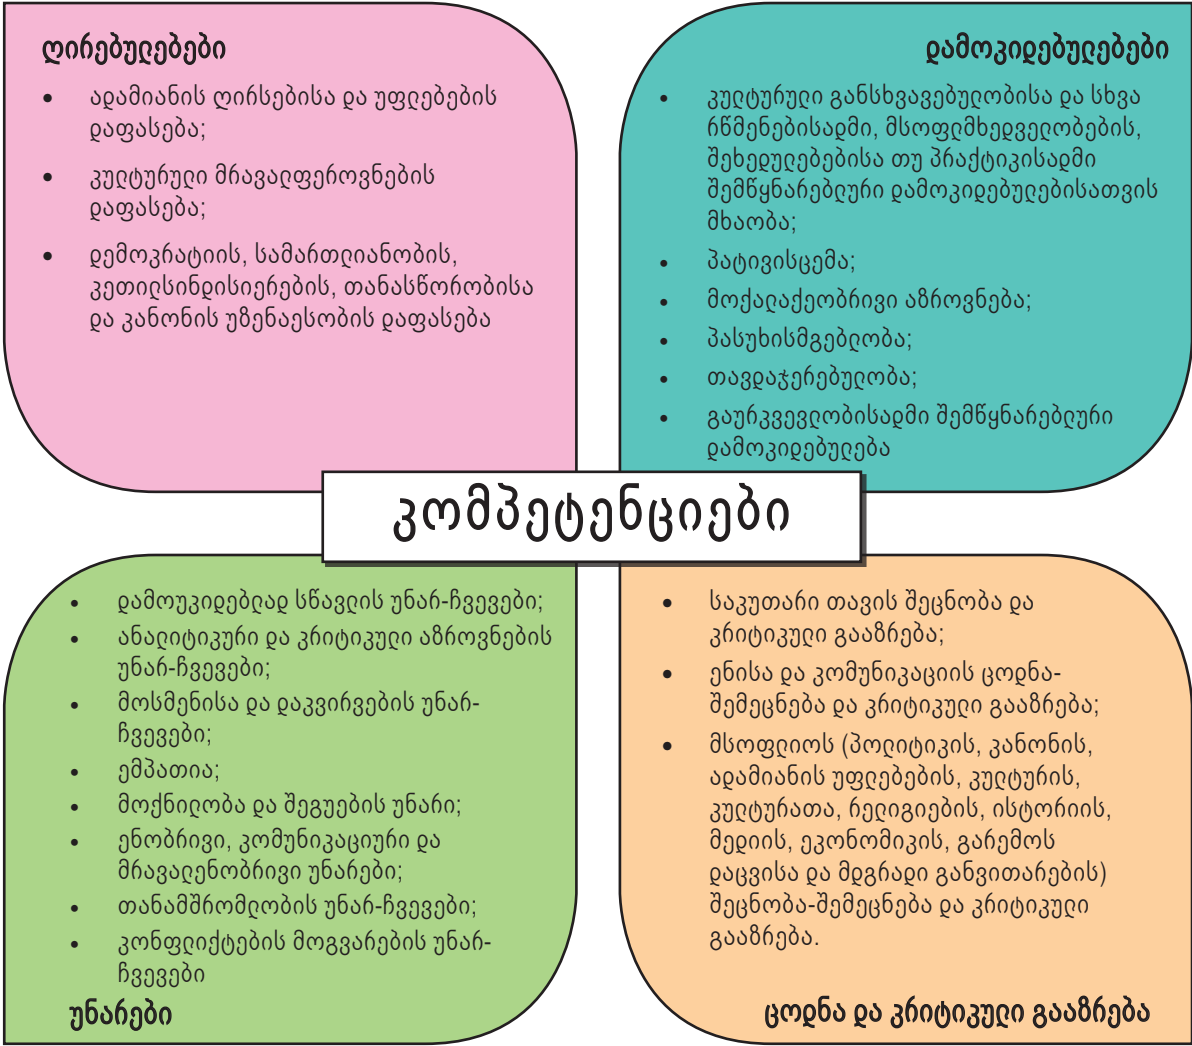 ღირებულებები
• ადამიანის ღირსებისა და უფლებების
დაფასება;
• კულტურული მრავალფეროვნების
დაფასება;
• დემოკრატიის, სამართლიანობის,
კეთილსინდისიერების, თანასწორობისა
და კანონის უზენაესობის დაფასება
დამოკიდებულებები
• კულტურული განსხვავებულობისა და სხვა
რწმენებისადმი, მსოფლმხედველობების,
შეხედულებებისა თუ პრაქტიკისადმი
შემწყნარებლური დამოკიდებულებისათვის
მხაობა;
• პატივისცემა;
• მოქალაქეობრივი აზროვნება;
• პასუხისმგებლობა;
• თავდაჯერებულობა;
• გაურკვევლობისადმი შემწყნარებლური
დამოკიდებულება
კომპეტენციები
• დამოუკიდებლად სწავლის უნარ-ჩვევები;
• ანალიტიკური და კრიტიკული აზროვნების
უნარ-ჩვევები;
• მოსმენისა და დაკვირვების უნარ-
ჩვევები;
• ემპათია;
• მოქნილობა და შეგუების უნარი;
• ენობრივი, კომუნიკაციური და
მრავალენობრივი უნარები;
• თანამშრომლობის უნარ-ჩვევები;
• კონფლიქტების მოგვარების უნარ-
ჩვევები
უნარები
• საკუთარი თავის შეცნობა და
კრიტიკული გააზრება;
• ენისა და კომუნიკაციის ცოდნა-
შემეცნება და კრიტიკული გააზრება;
• მსოფლიოს (პოლიტიკის, კანონის,
ადამიანის უფლებების, კულტურის,
კულტურათა, რელიგიების, ისტორიის,
მედიის, ეკონომიკის, გარემოს
დაცვისა და მდგრადი განვითარების)
შეცნობა-შემეცნება და კრიტიკული
გააზრება.
ცოდნა და კრიტიკული გააზრება